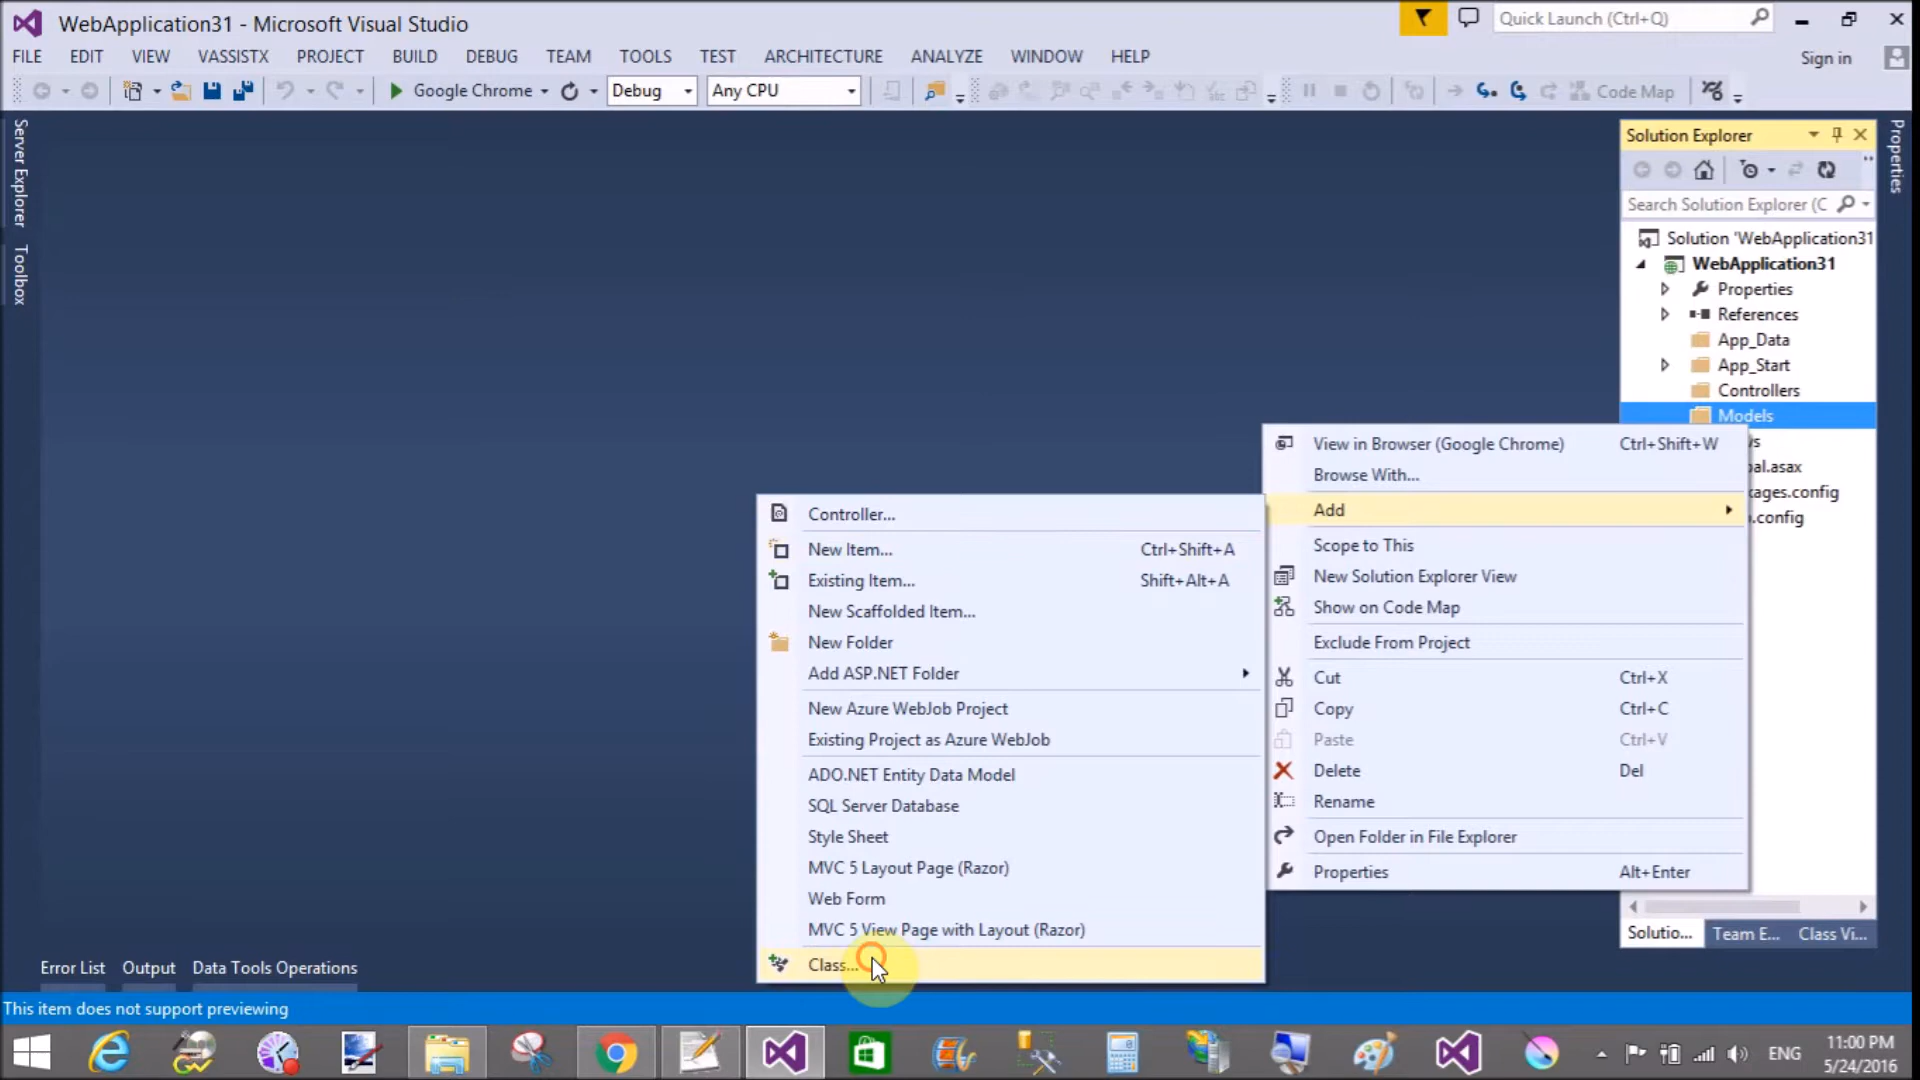 WebApplication31 - Microsoft Visual Studio
Quick Launch (Ctrl+Q)
FILE EDIT VIEW VASSISTX PROJECT BUILD DEBUG TEAM TOOLS TEST ARCHITECTURE ANALYZE WINDOW HELP
Sign in
Google Chrome Debug Any CPU Code Map
Server Explorer
Toolbox
Solution Explorer
Properties
Search Solution Explorer (C
Solution 'WebApplication31
WebApplication31
Properties
References
App_Data
App_Start
Controllers
Models
bal.asax
kages.config
.config
View in Browser (Google Chrome) Ctrl+Shift+W
Browse With...
Add
Scope to This
New Solution Explorer View
Show on Code Map
Exclude From Project
Cut Ctrl+X
Copy Ctrl+C
Paste Ctrl+V
Delete Del
Rename
Open Folder in File Explorer
Properties Alt+Enter
Controller...
New Item... Ctrl+Shift+A
Existing Item... Shift+Alt+A
New Scaffolded Item...
New Folder
Add ASP.NET Folder
New Azure WebJob Project
Existing Project as Azure WebJob
ADO.NET Entity Data Model
SQL Server Database
Style Sheet
MVC 5 Layout Page (Razor)
Web Form
MVC 5 View Page with Layout (Razor)
Class...
Solutio... Team E... Class Vi...
Error List Output Data Tools Operations
This item does not support previewing
ENG
11:00 PM
5/24/2016